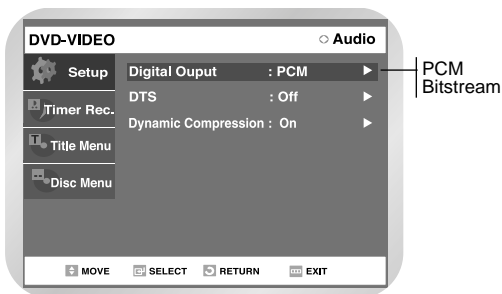 DVD-VIDEO Audio
Setup
Digital Ouput : PCM
PCM
Bitstream
DTS : Off
Timer Rec.
Dynamic Compression : On
Title Menu
Disc Menu
MOVE SELECT RETURN EXIT